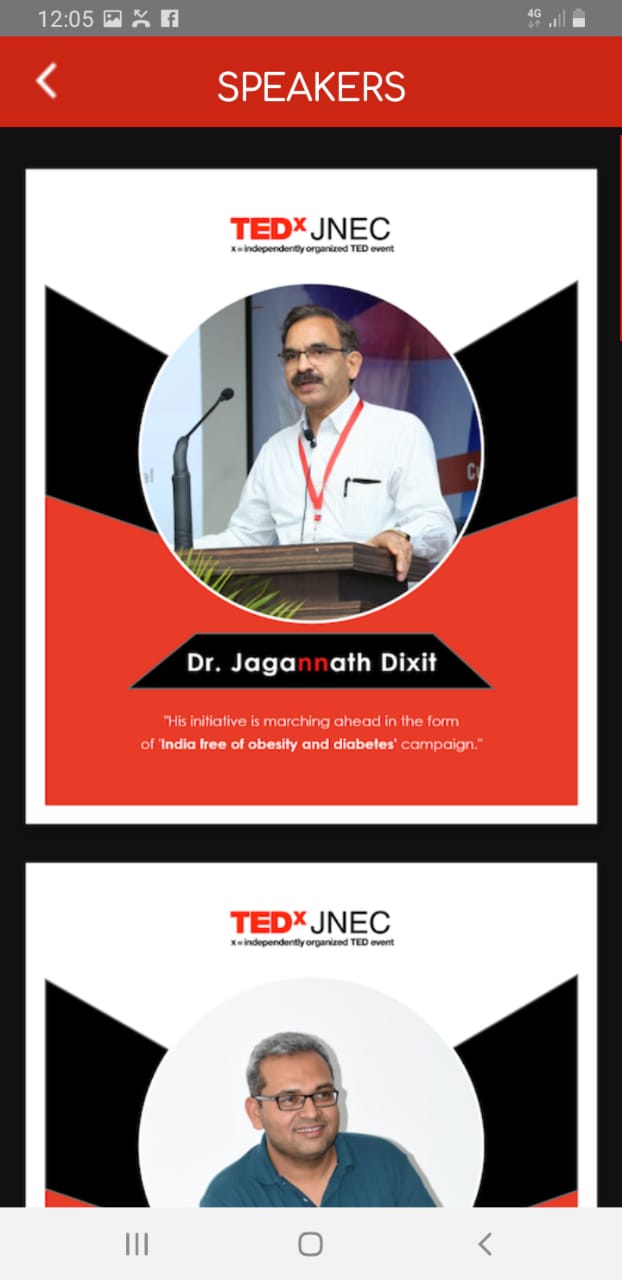 12:05
4G
SPEAKERS
TEDx JNEC
x = independently organized TED event
Dr. Jagannath Dixit
"His initiative is marching ahead in the form
of 'India free of obesity and diabetes' campaign."
TEDx JNEC
x = independently organized TED event